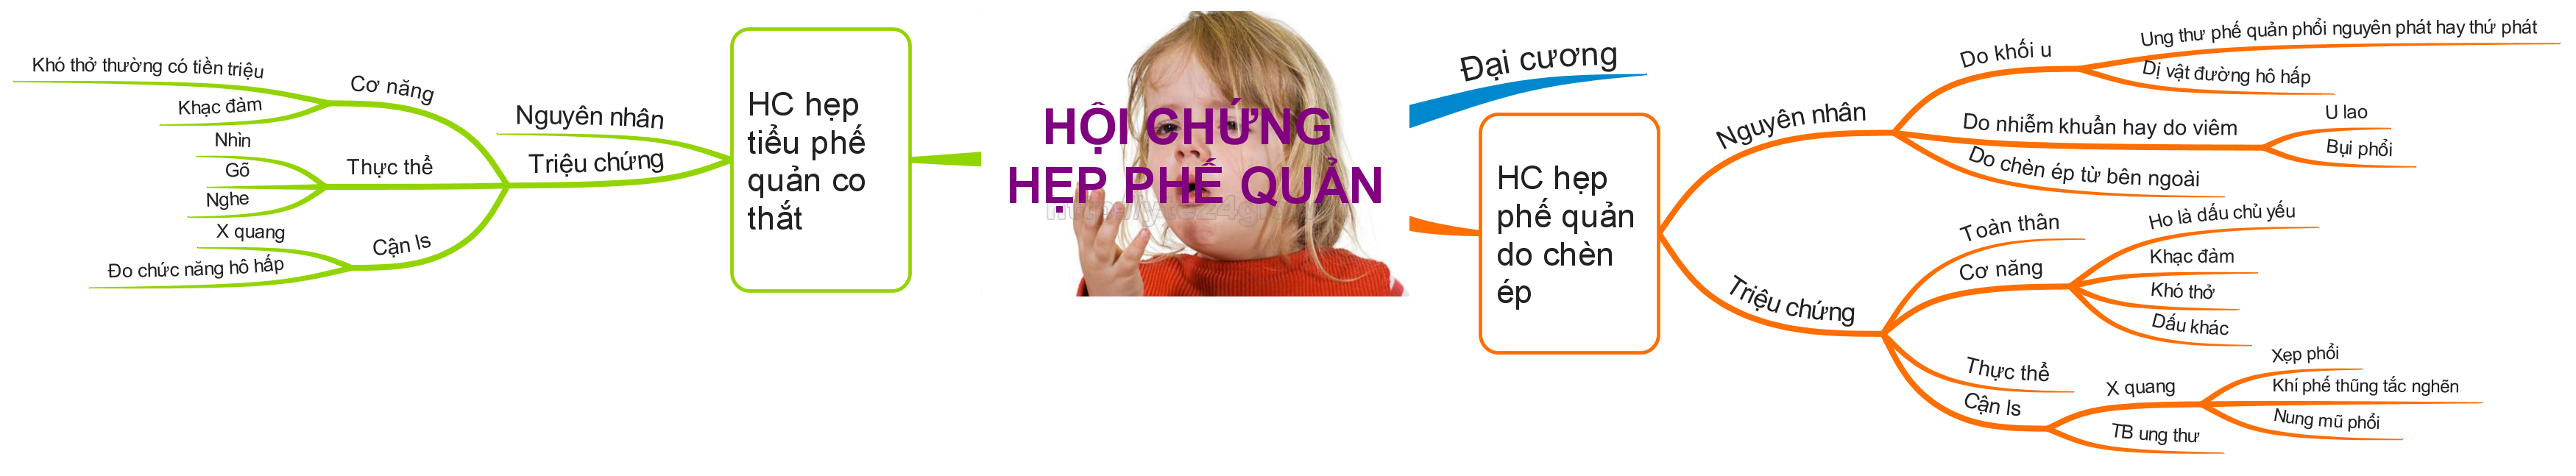 HỘI CHỨNG
HẸP PHẾ QUẢN
Đại cương
HC hẹp
phế quản
do chèn
ép
Nguyên nhân
Do khối u
Ung thư phế quản phổi nguyên phát hay thứ phát
Dị vật đường hô hấp
Do nhiễm khuẩn hay do viêm
U lao
Bụi phổi
Do chèn ép từ bên ngoài
Triệu chứng
Toàn thân
Cơ năng
Ho là dấu chủ yếu
Khạc đàm
Khó thở
Dấu khác
Thực thể
Cận ls
X quang
Xẹp phổi
Khí phế thũng tắc nghẽn
Nung mũ phổi
TB ung thư
HC hẹp
tiểu phế
quản co
thắt
Nguyên nhân
Triệu chứng
Cơ năng
Khó thở thường có tiền triệu
Khạc đàm
Thực thể
Nhìn
Gõ
Nghe
Cận ls
X quang
Đo chức năng hô hấp